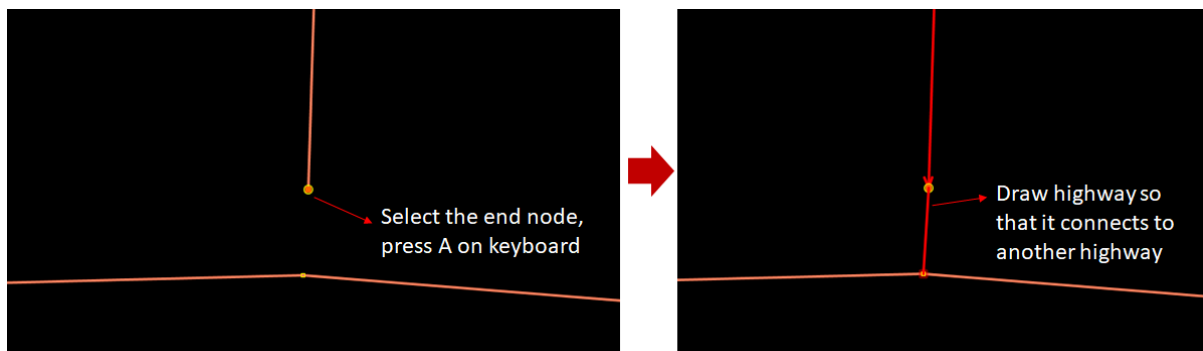 Select the end node,
press A on keyboard
Draw highway so
that it connects to
another highway